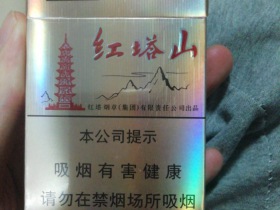 红塔山
红塔烟草(集团)有限责任公司出品
本公司提示
吸烟有害健康
请勿在禁烟场所吸烟